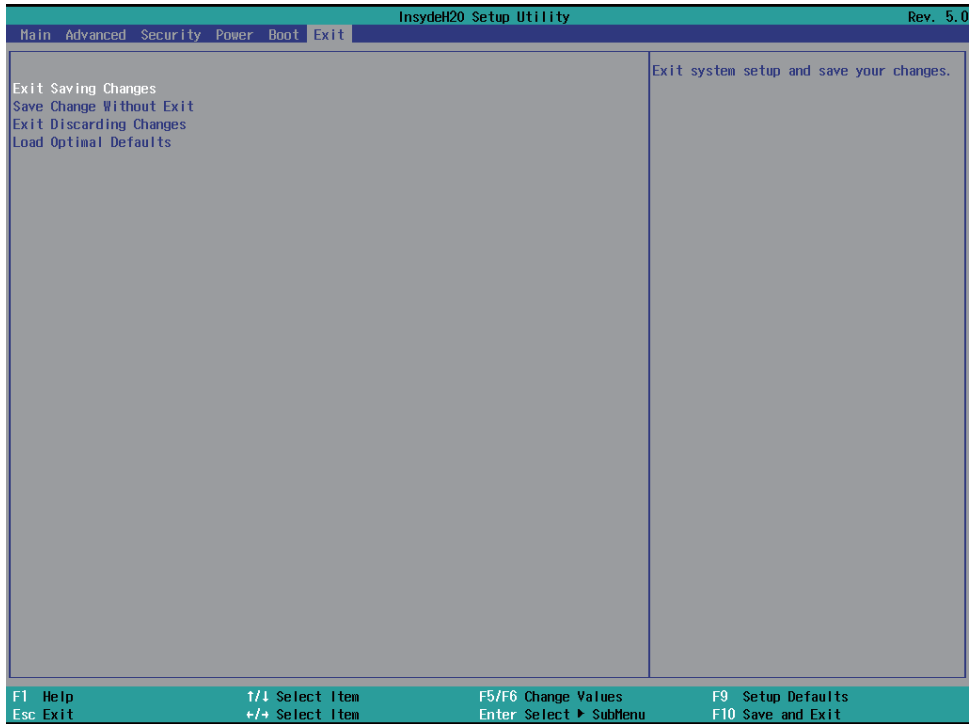 InsydeH20 Setup Utility Rev. 5.0
Main Advanced Security Power Boot Exit
Exit Saving Changes
Save Change Without Exit
Exit Discarding Changes
Load Optimal Defaults
Exit system setup and save your changes.
F1 Help ↑/↓ Select Item F5/F6 Change Values F9 Setup Defaults
Esc Exit ←/→ Select Item Enter Select ▶ SubMenu F10 Save and Exit